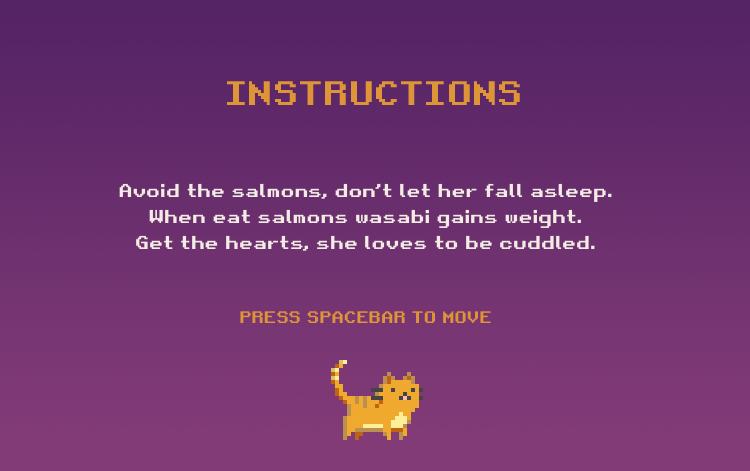 INSTRUCTIONS
Avoid the salmons, don't let her fall asleep.
When eat salmons wasabi gains weight.
Get the hearts, she loves to be cuddled.
PRESS SPACEBAR TO MOVE